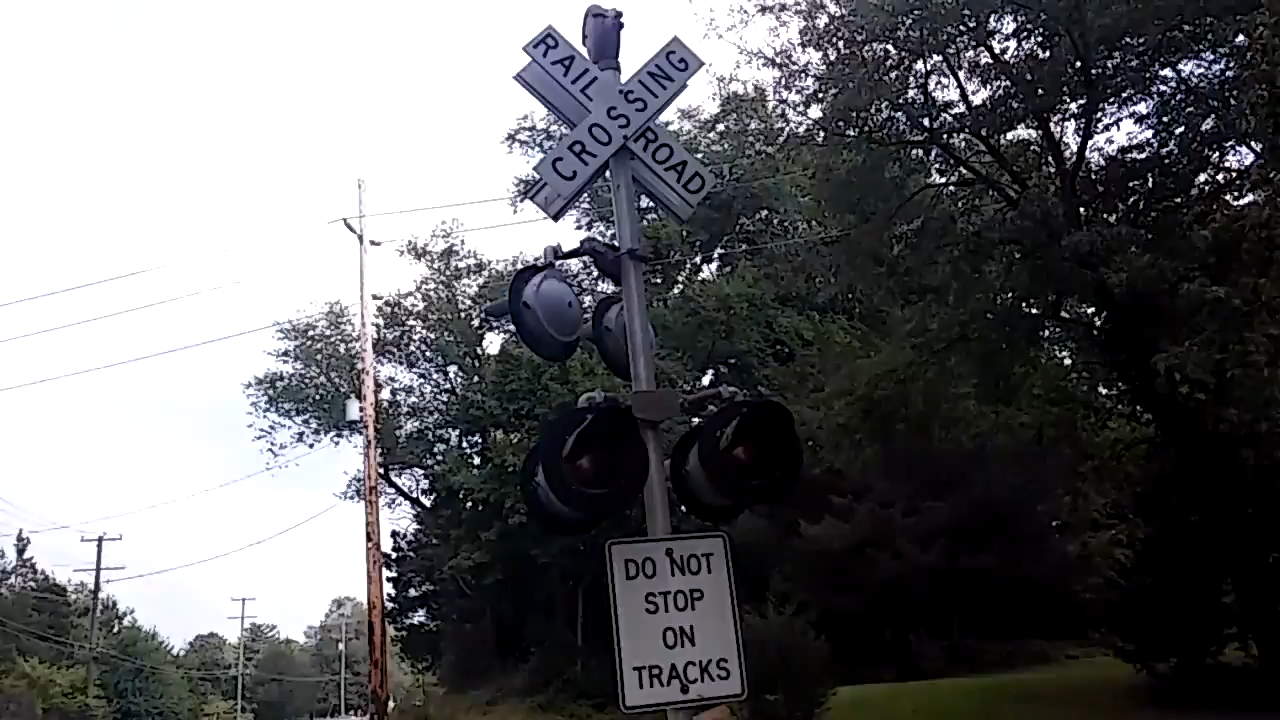 RAIL ROAD
CROSSING
DO NOT
STOP
ON
TRACKS